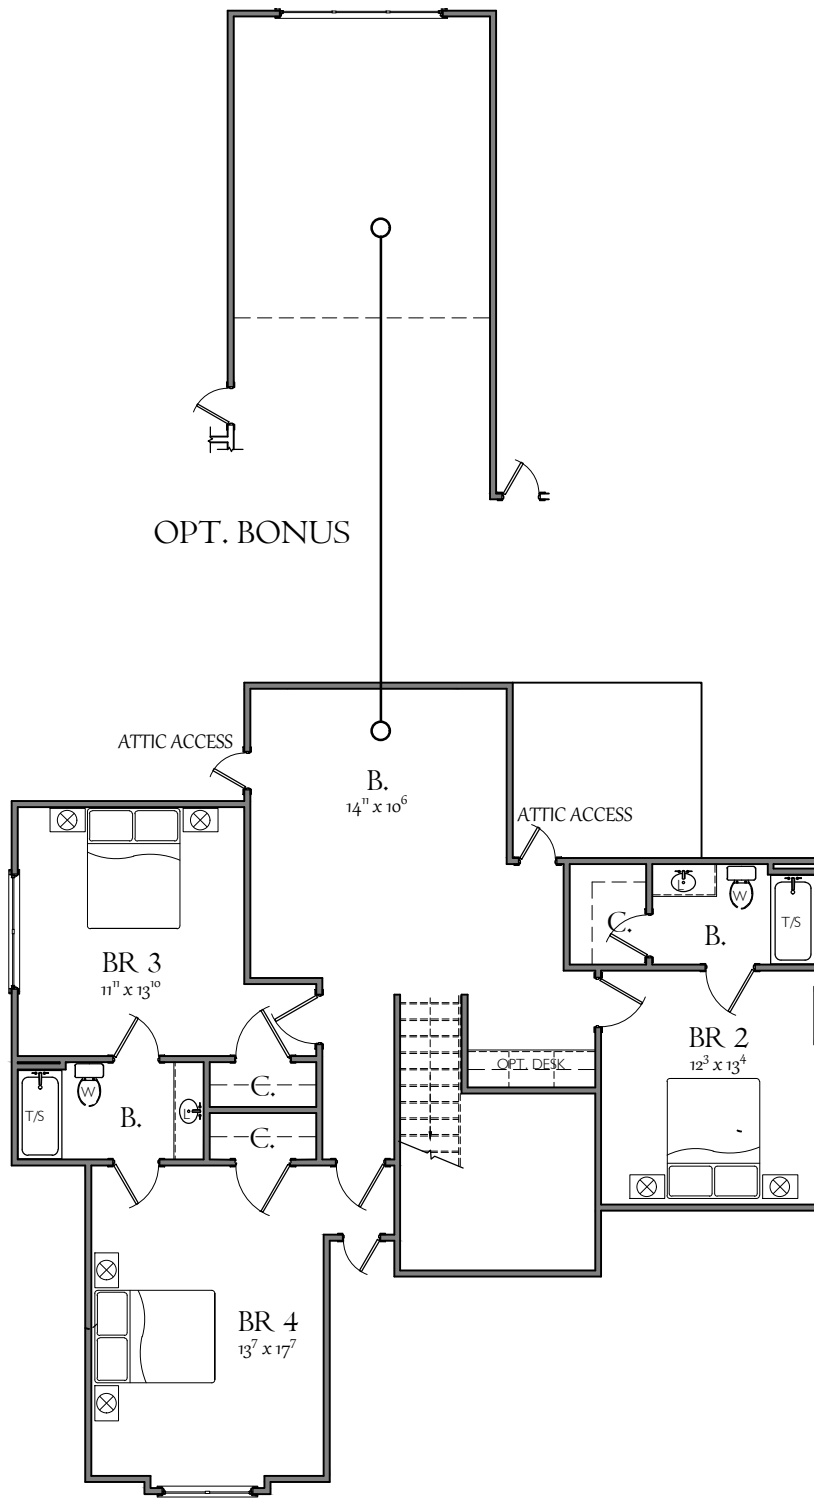 OPT. BONUS
ATTIC ACCESS
B.
14¹¹ x 10⁶
ATTIC ACCESS
C.
L
W
B.
T/S
BR 3
11¹¹ x 13¹⁰
BR 2
12³ x 13⁴
OPT. DESK
T/S
W
B.
L
C.
C.
BR 4
13⁷ x 17⁷